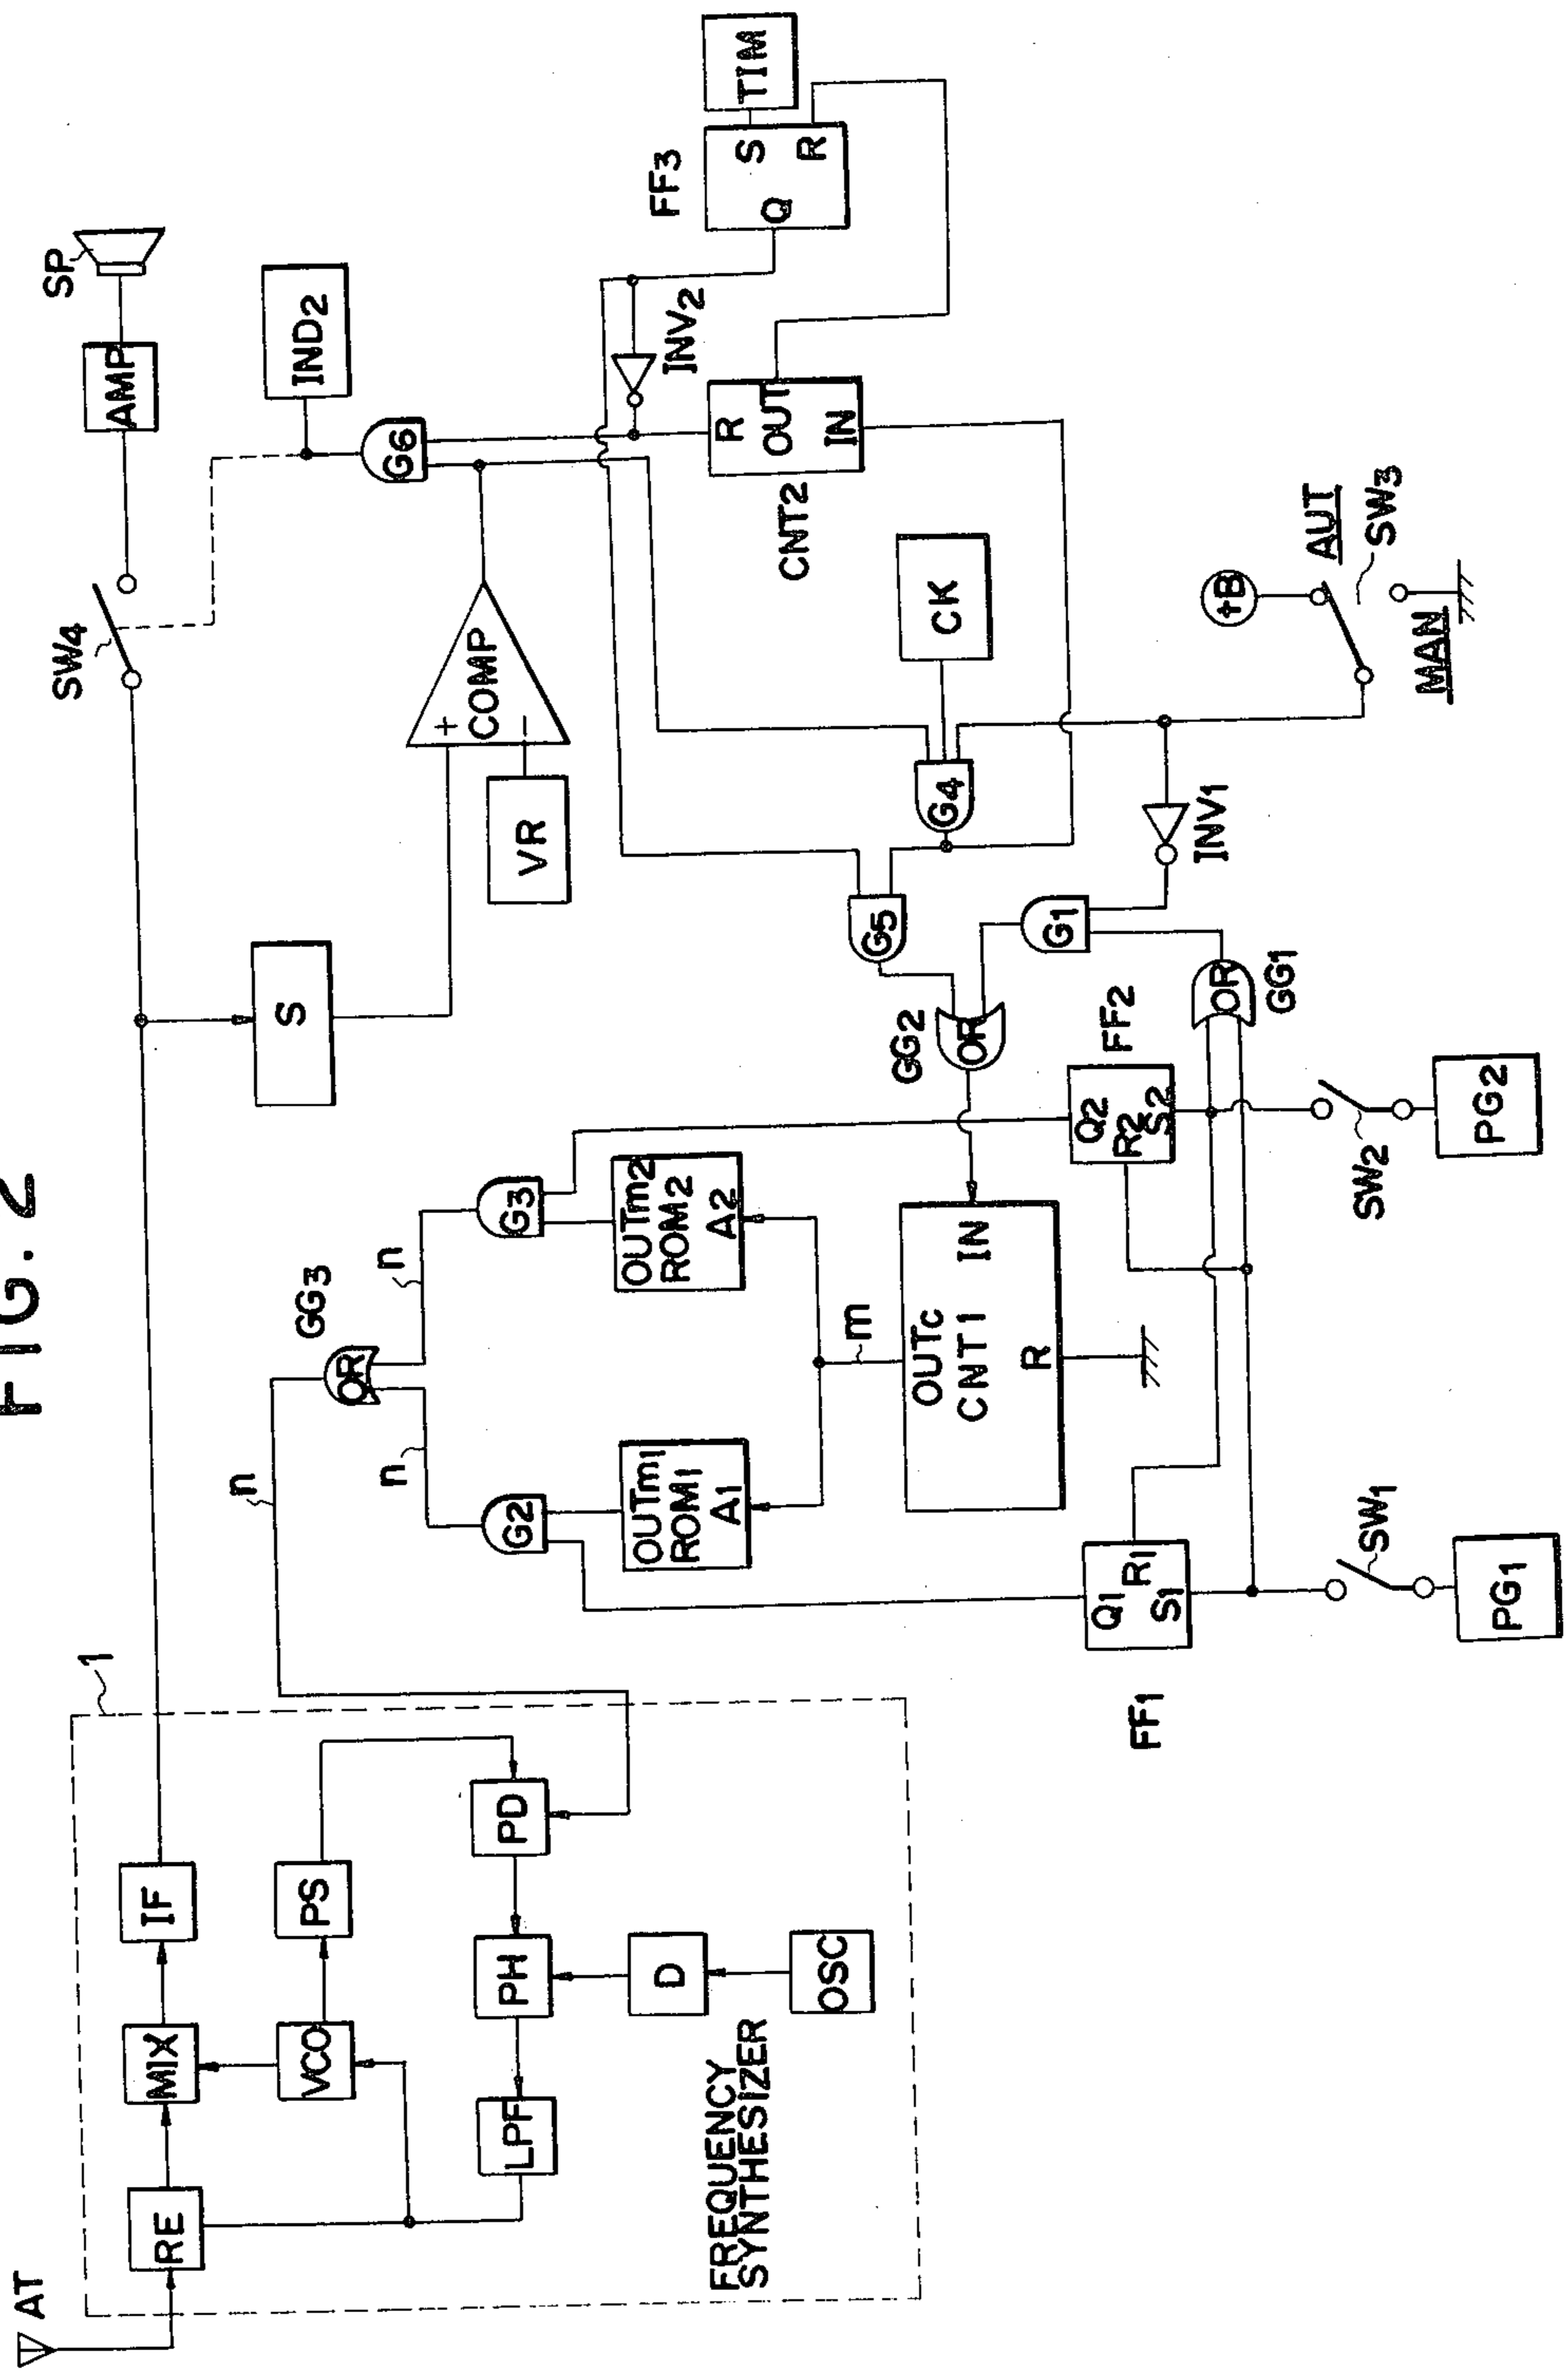 FIG. 2
AT
1
RE
MIX
IF
VCO
PS
LPF
PH
PD
D
OSC
FREQUENCY
SYNTHESIZER
n
GG3
OR
n
n
G2
G3
OUTm1
ROM1
A1
OUTm2
ROM2
A2
m
OUTC
CNT1
IN
R
FF1
Q1
R1
S1
FF2
Q2
R2
S2
SW1
PG1
SW2
PG2
GG2
OR
GG1
OR
G1
G5
G4
INV1
CK
S
VR
+
COMP
−
SW4
AMP
SP
IND2
G6
INV2
R
OUT
IN
CNT2
FF3
S
R
Q
TIM
+B
AUT
SW3
MAN